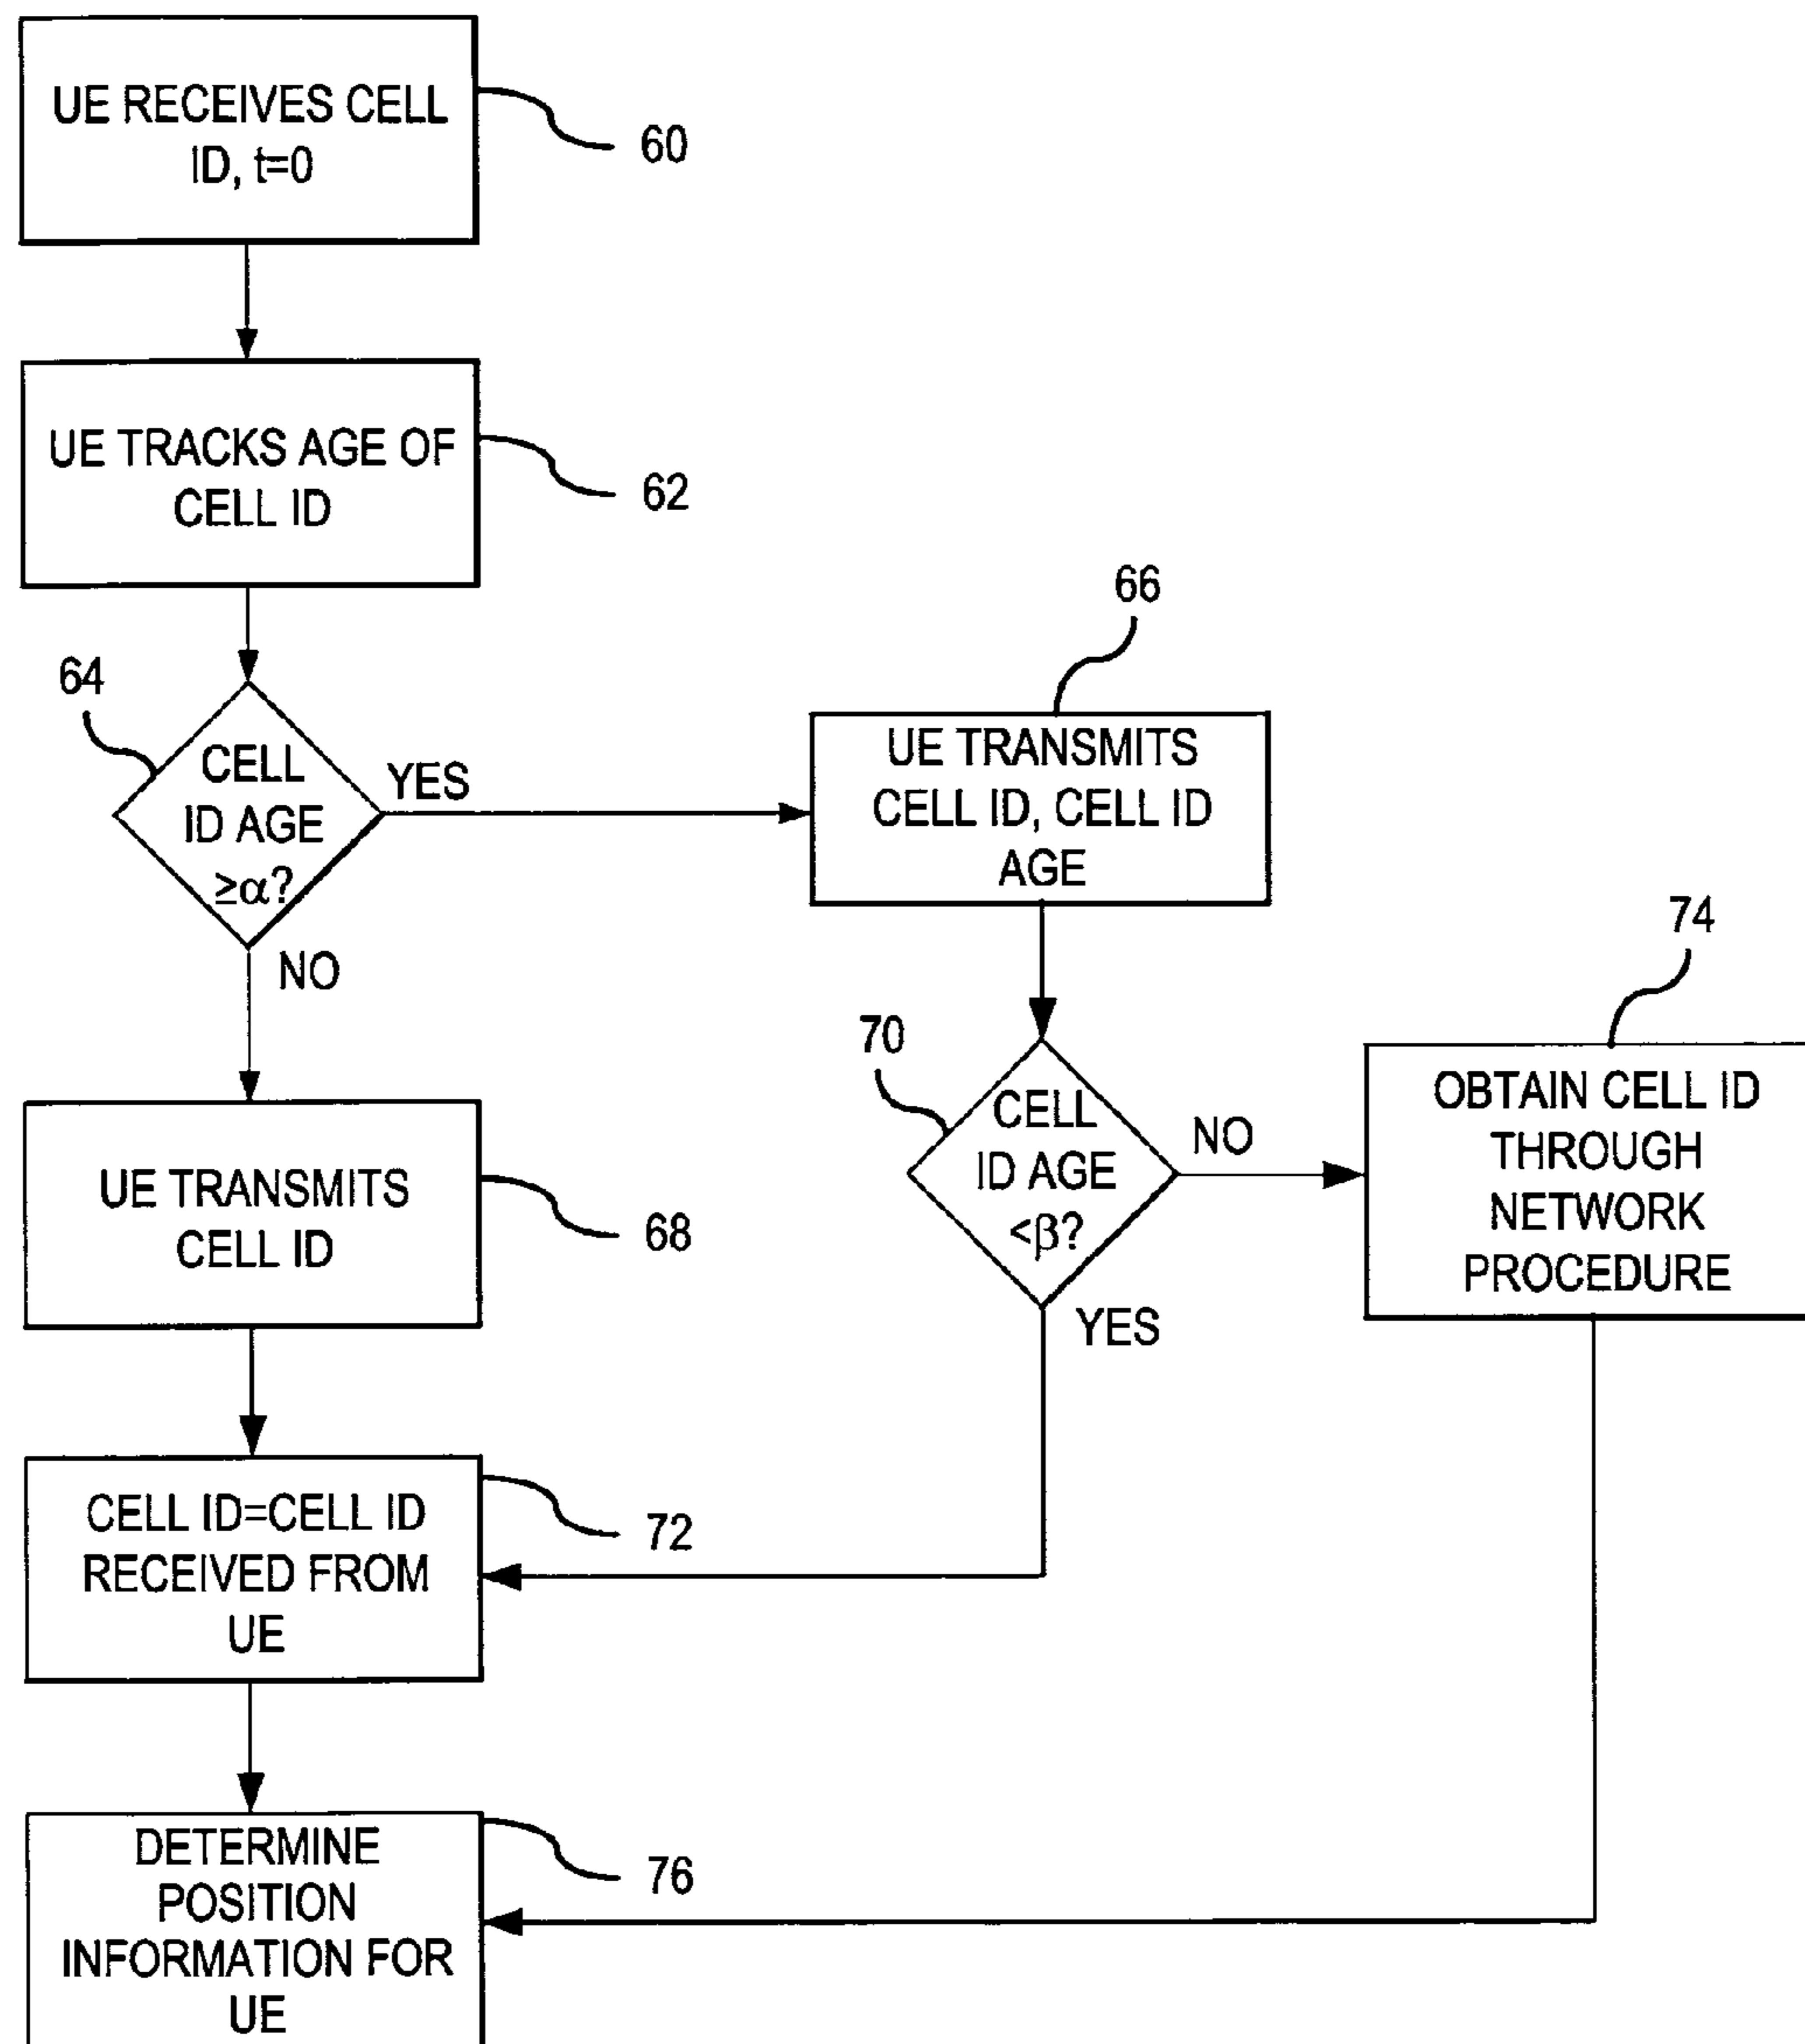 UE RECEIVES CELL
ID, t=0
60
UE TRACKS AGE OF
CELL ID
62
64
CELL
ID AGE
≥α?
YES
NO
66
UE TRANSMITS
CELL ID, CELL ID
AGE
70
CELL
ID AGE
<β?
NO
YES
74
OBTAIN CELL ID
THROUGH
NETWORK
PROCEDURE
UE TRANSMITS
CELL ID
68
CELL ID=CELL ID
RECEIVED FROM
UE
72
DETERMINE
POSITION
INFORMATION FOR
UE
76